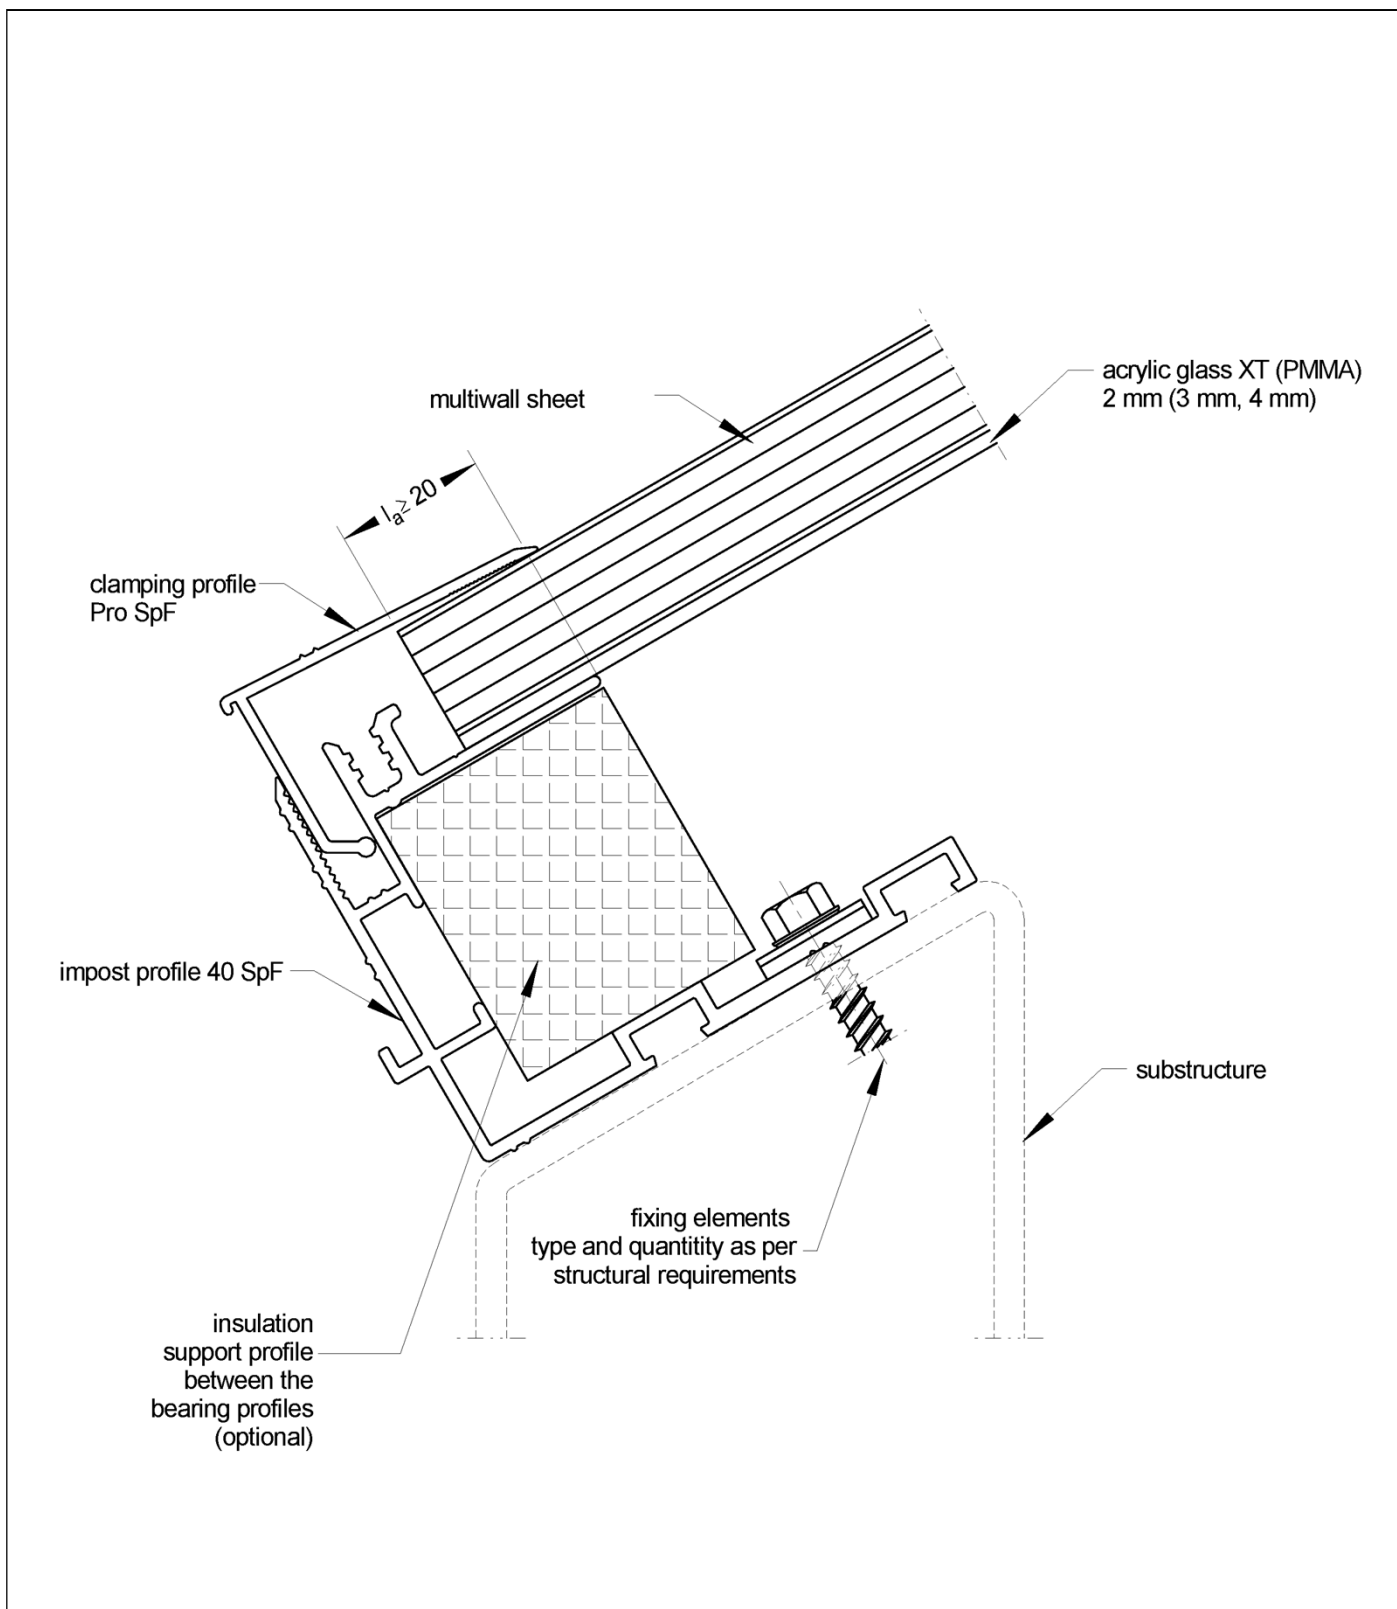 acrylic glass XT (PMMA)
2 mm (3 mm, 4 mm)
multiwall sheet
la ≥ 20
clamping profile
Pro SpF
impost profile 40 SpF
substructure
fixing elements
type and quantitity as per
structural requirements
insulation
support profile
between the
bearing profiles
(optional)